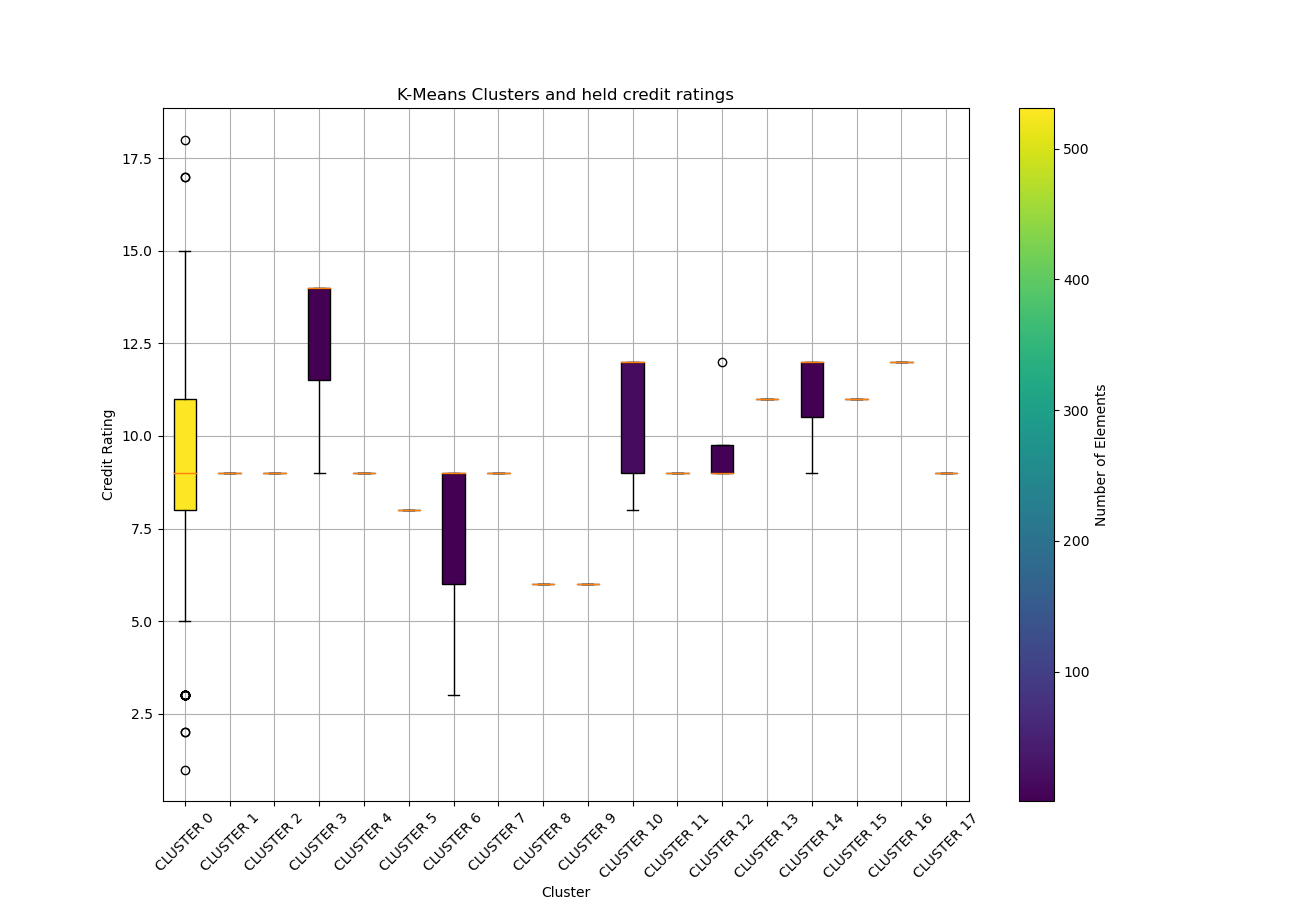 K-Means Clusters and held credit ratings
Credit Rating
17.5
15.0
12.5
10.0
7.5
5.0
2.5
CLUSTER 0
CLUSTER 1
CLUSTER 2
CLUSTER 3
CLUSTER 4
CLUSTER 5
CLUSTER 6
CLUSTER 7
CLUSTER 8
CLUSTER 9
CLUSTER 10
CLUSTER 11
CLUSTER 12
CLUSTER 13
CLUSTER 14
CLUSTER 15
CLUSTER 16
CLUSTER 17
Cluster
500
400
300
200
100
Number of Elements